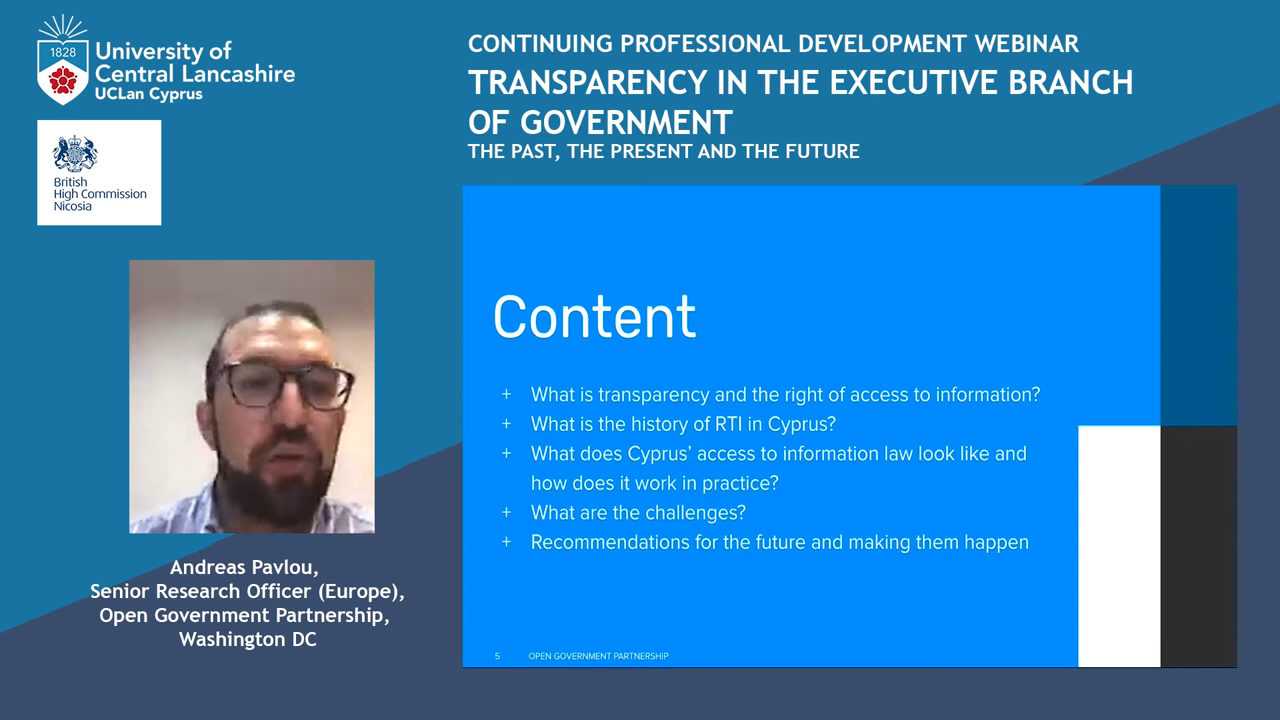 1828
University of
Central Lancashire
UCLan Cyprus
British
High Commission
Nicosia
CONTINUING PROFESSIONAL DEVELOPMENT WEBINAR
TRANSPARENCY IN THE EXECUTIVE BRANCH
OF GOVERNMENT
THE PAST, THE PRESENT AND THE FUTURE
Content
+ What is transparency and the right of access to information?
+ What is the history of RTI in Cyprus?
+ What does Cyprus’ access to information law look like and
how does it work in practice?
+ What are the challenges?
+ Recommendations for the future and making them happen
5 OPEN GOVERNMENT PARTNERSHIP
Andreas Pavlou,
Senior Research Officer (Europe),
Open Government Partnership,
Washington DC